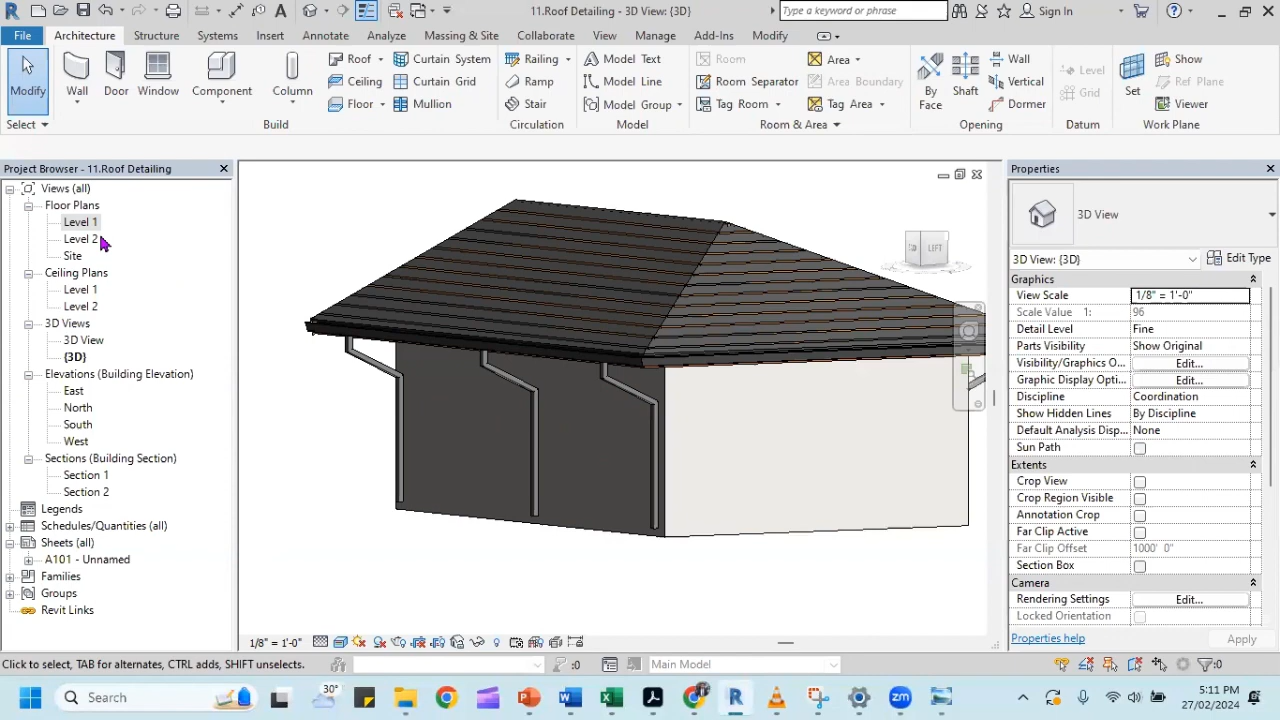 11.Roof Detailing - 3D View: {3D}
Type a keyword or phrase
Sign In
File
Architecture
Structure
Systems
Insert
Annotate
Analyze
Massing & Site
Collaborate
View
Manage
Add-Ins
Modify
Modify
Wall
Door
Window
Component
Column
Roof
Ceiling
Floor
Curtain System
Curtain Grid
Mullion
Railing
Ramp
Stair
Model Text
Model Line
Model Group
Room
Room Separator
Tag Room
Area
Area Boundary
Tag Area
By Face
Shaft
Wall
Vertical
Dormer
Level
Grid
Set
Show
Ref Plane
Viewer
Select
Build
Circulation
Model
Room & Area
Opening
Datum
Work Plane
Project Browser - 11.Roof Detailing
Views (all)
Floor Plans
Level 1
Level 2
Site
Ceiling Plans
Level 1
Level 2
3D Views
3D View
{3D}
Elevations (Building Elevation)
East
North
South
West
Sections (Building Section)
Section 1
Section 2
Legends
Schedules/Quantities (all)
Sheets (all)
A101 - Unnamed
Families
Groups
Revit Links
LEFT
Properties
3D View
3D View: {3D}
Edit Type
Graphics
View Scale 1/8" = 1'-0"
Scale Value 1: 96
Detail Level Fine
Parts Visibility Show Original
Visibility/Graphics O... Edit...
Graphic Display Opti... Edit...
Discipline Coordination
Show Hidden Lines By Discipline
Default Analysis Disp... None
Sun Path
Extents
Crop View
Crop Region Visible
Annotation Crop
Far Clip Active
Far Clip Offset 1000' 0"
Section Box
Camera
Rendering Settings Edit...
Locked Orientation
Properties help
Apply
1/8" = 1'-0"
Click to select, TAB for alternates, CTRL adds, SHIFT unselects.
:0
Main Model
:0
Search
30°
5:11 PM
27/02/2024